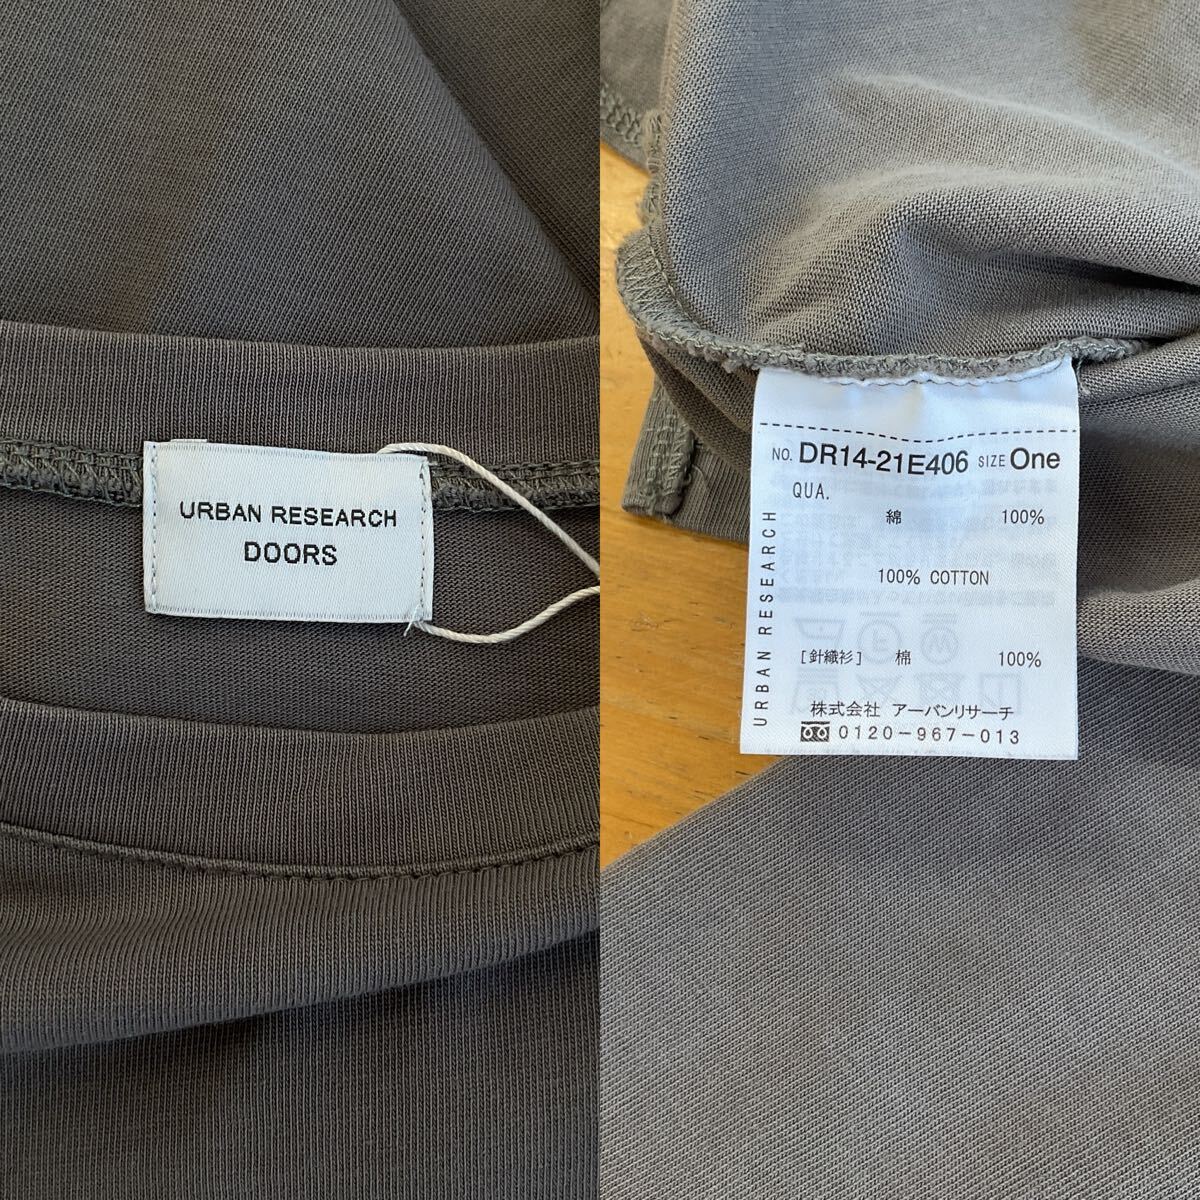 URBAN RESEARCH
DOORS
NO. DR14-21E406 SIZE One
QUA.
綿 100%
100% COTTON
[針織衫] 棉 100%
株式会社 アーバンリサーチ
0120-967-013
URBAN RESEARCH